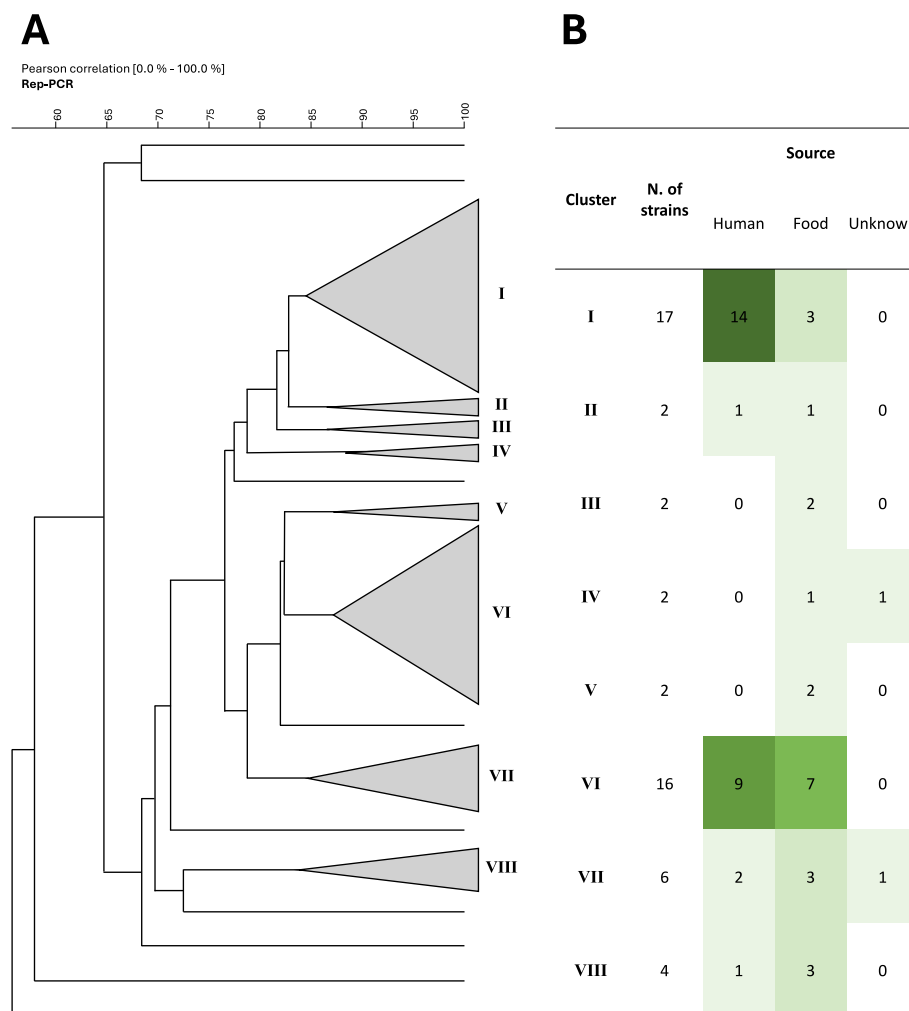 A
B
Pearson correlation [0.0 % - 100.0 %]
Rep-PCR
60 65 70 75 80 85 90 95 100
I
II
III
IV
V
VI
VII
VIII
Source
Cluster N. of strains Human Food Unknow
I 17 14 3 0
II 2 1 1 0
III 2 0 2 0
IV 2 0 1 1
V 2 0 2 0
VI 16 9 7 0
VII 6 2 3 1
VIII 4 1 3 0